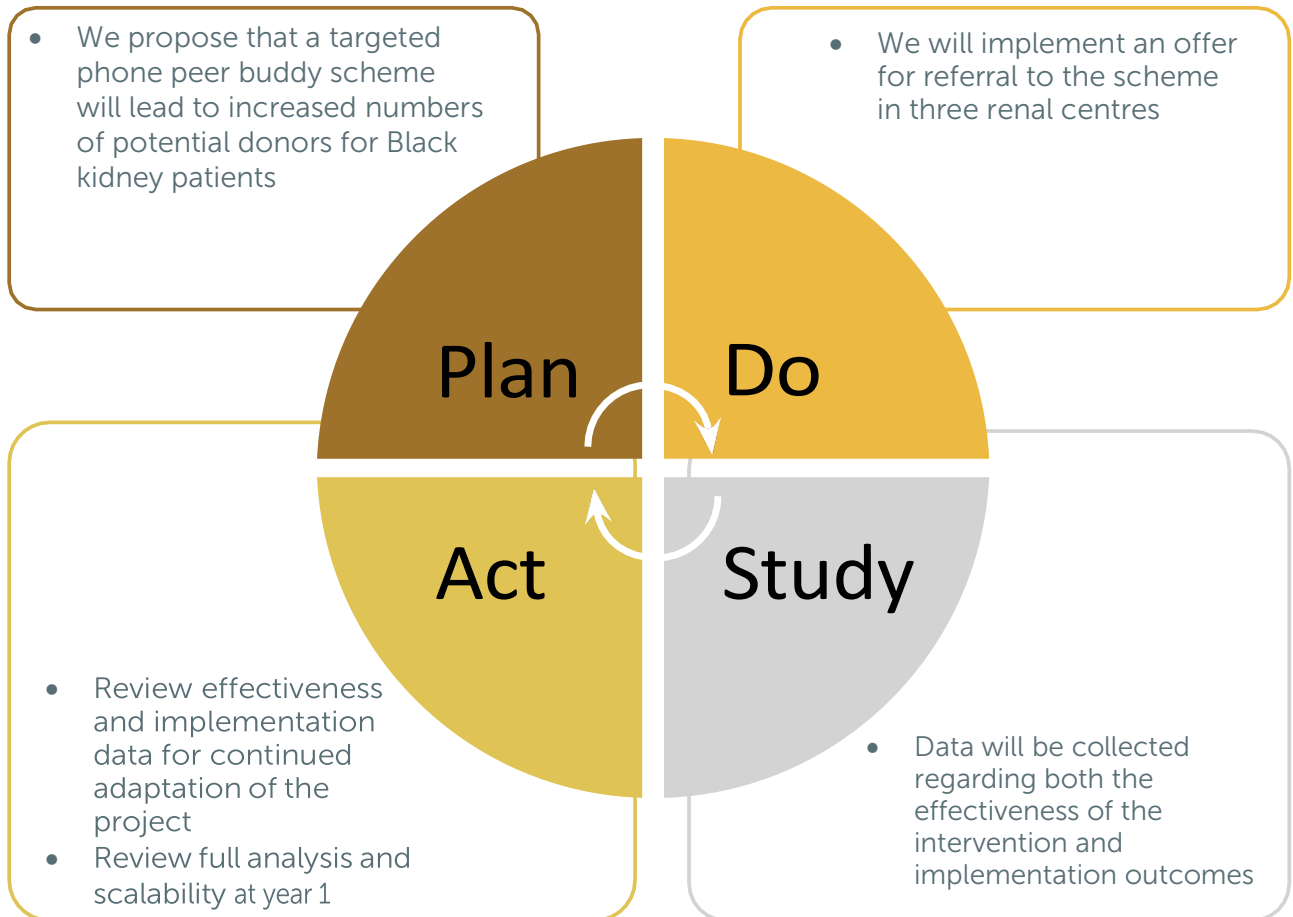 • We propose that a targeted
phone peer buddy scheme
will lead to increased numbers
of potential donors for Black
kidney patients
• We will implement an offer
for referral to the scheme
in three renal centres
Plan
Do
Act
Study
• Review effectiveness
and implementation
data for continued
adaptation of the
project
• Review full analysis and
scalability at year 1
• Data will be collected
regarding both the
effectiveness of the
intervention and
implementation outcomes